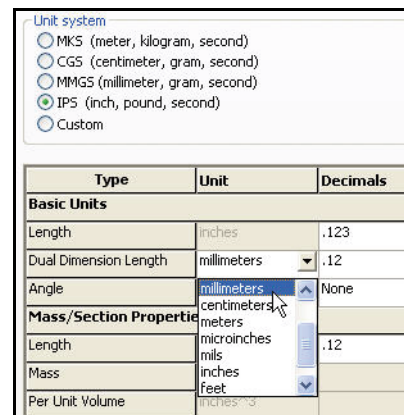 Unit system
MKS (meter, kilogram, second)
CGS (centimeter, gram, second)
MMGS (millimeter, gram, second)
IPS (inch, pound, second)
Custom
Type Unit Decimals
Basic Units
Length inches .123
Dual Dimension Length millimeters .12
Angle millimeters None
centimeters
Mass/Section Propertie meters
microinches
Length mils .12
inches
Mass feet
Per Unit Volume inches^3